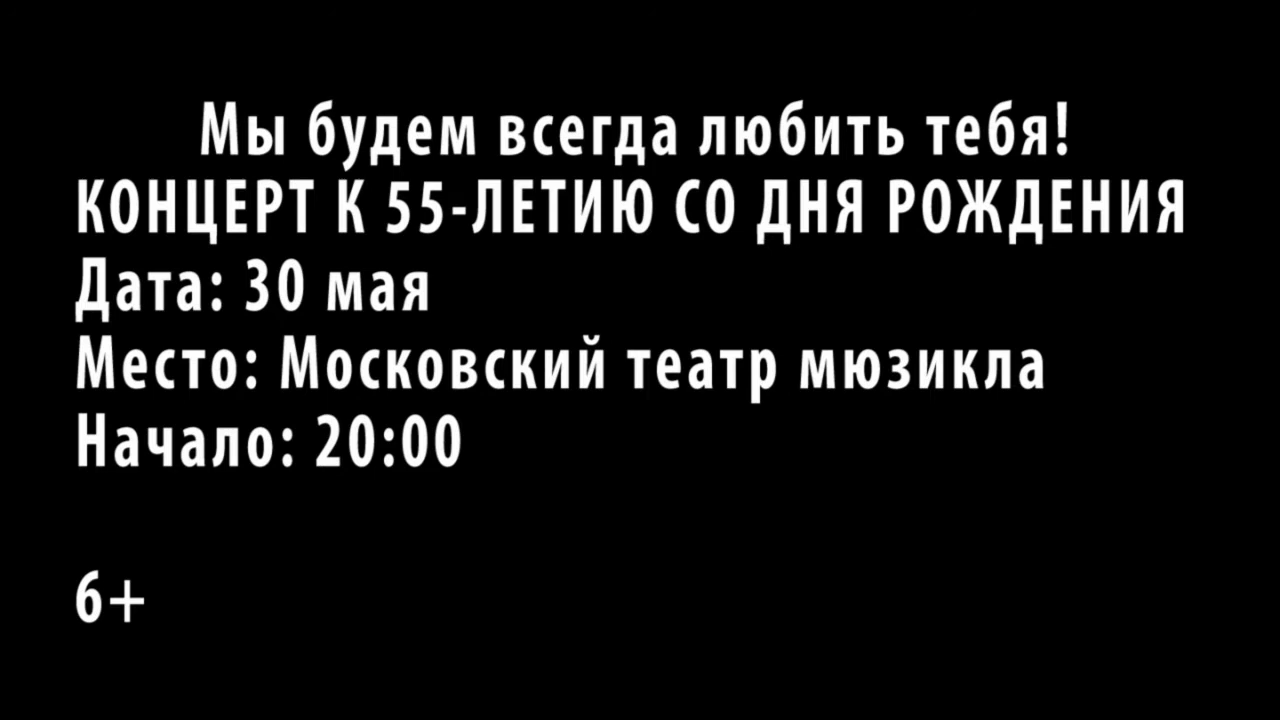 Мы будем всегда любить тебя!
КОНЦЕРТ К 55-ЛЕТИЮ СО ДНЯ РОЖДЕНИЯ
Дата: 30 мая
Место: Московский театр мюзикла
Начало: 20:00
6+